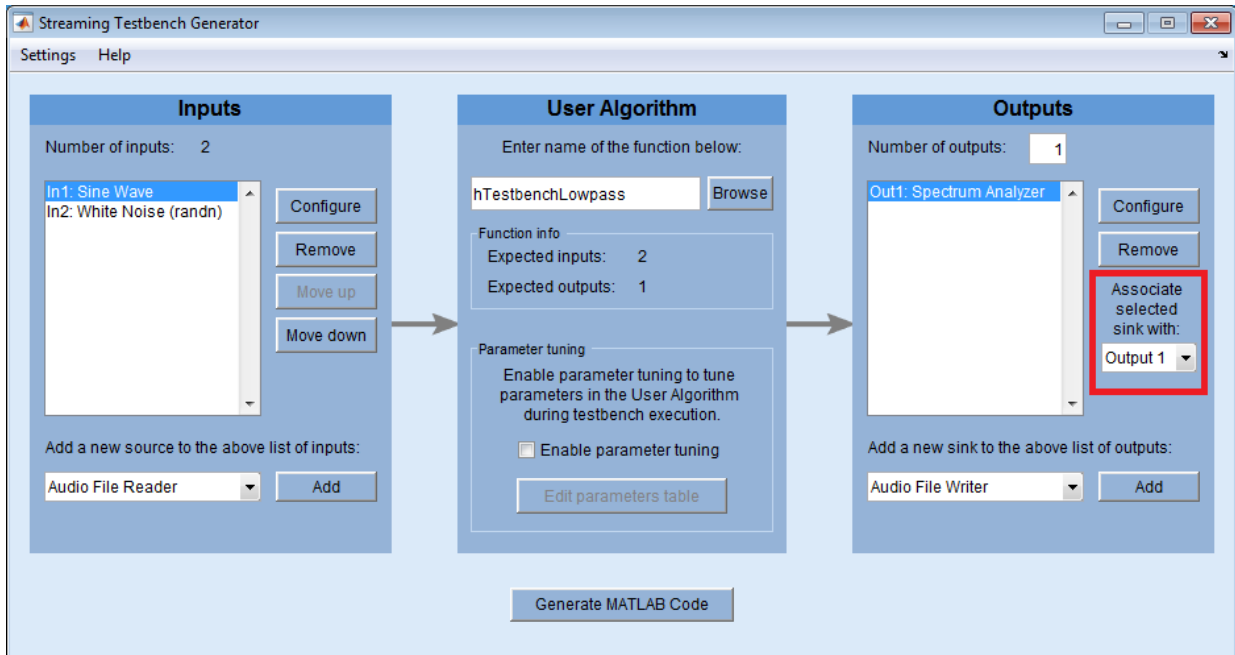 Streaming Testbench Generator
Settings Help
Inputs
Number of inputs: 2
In1: Sine Wave
In2: White Noise (randn)
Configure
Remove
Move up
Move down
Add a new source to the above list of inputs:
Audio File Reader
Add
User Algorithm
Enter name of the function below:
hTestbenchLowpass
Browse
Function info
Expected inputs: 2
Expected outputs: 1
Parameter tuning
Enable parameter tuning to tune
parameters in the User Algorithm
during testbench execution.
Enable parameter tuning
Edit parameters table
Generate MATLAB Code
Outputs
Number of outputs: 1
Out1: Spectrum Analyzer
Configure
Remove
Associate
selected
sink with:
Output 1
Add a new sink to the above list of outputs:
Audio File Writer
Add